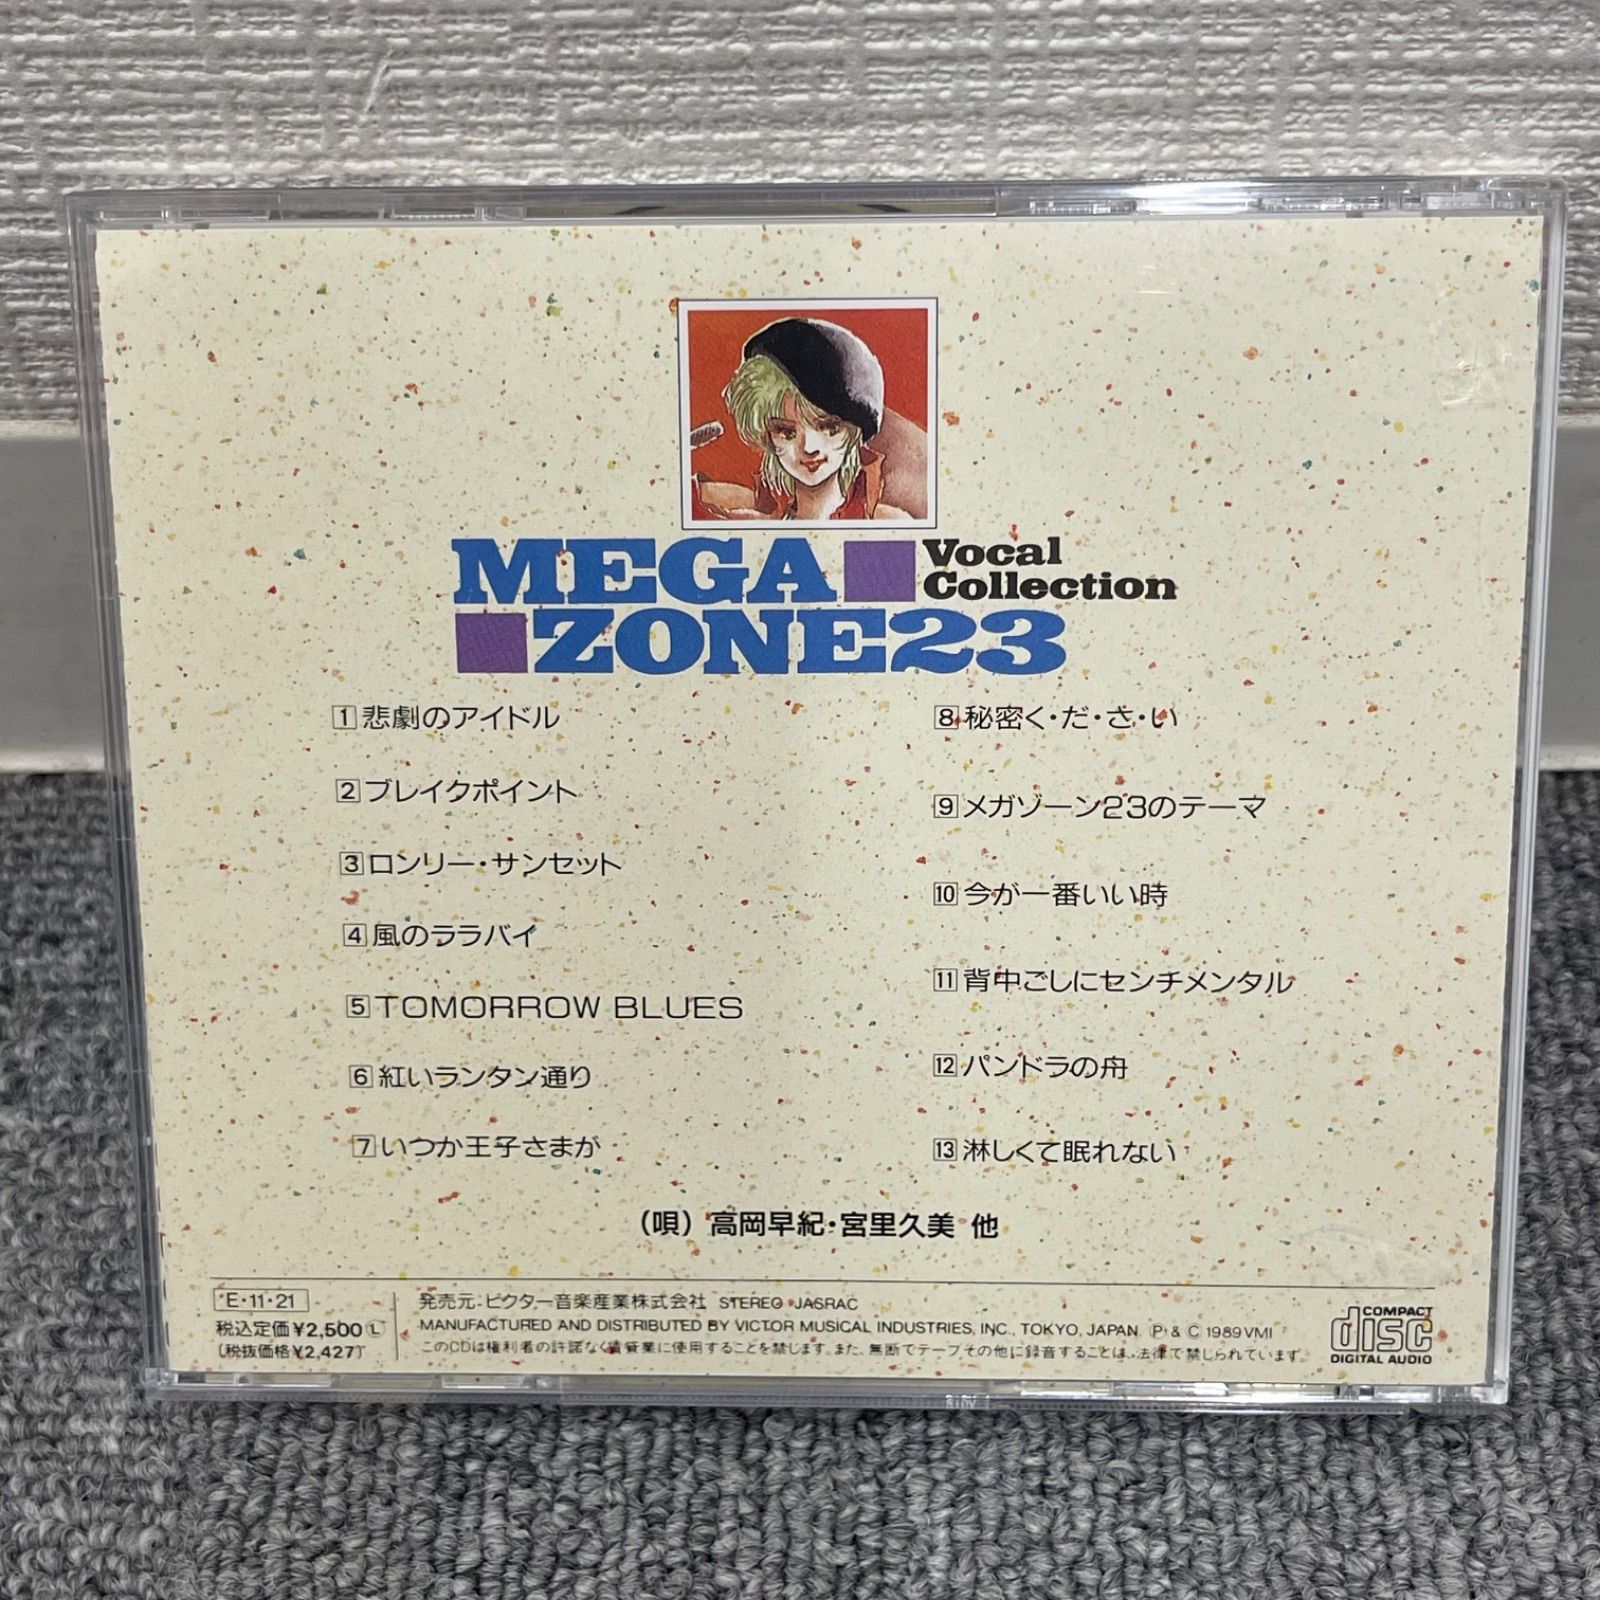 MEGA Vocal
Collection
ZONE23
1 悲劇のアイドル
2 ブレイクポイント
3 ロンリー・サンセット
4 風のララバイ
5 TOMORROW BLUES
6 紅いランタン通り
7 いつか王子さまが
8 秘密く・だ・さ・い
9 メガゾーン23のテーマ
10 今が一番いい時
11 背中ごしにセンチメンタル
12 パンドラの舟
13 淋しくて眠れない
(唄) 高岡早紀・宮里久美 他
E・11・21
税込定価¥2,500Ⓛ
(税抜価格¥2,427)
発売元:ビクター音楽産業株式会社 STEREO JASRAC
MANUFACTURED AND DISTRIBUTED BY VICTOR MUSICAL INDUSTRIES, INC., TOKYO, JAPAN Ⓟ & © 1989 VMI
このCDは権利者の許諾なく賃貸業に使用することを禁じます。また、無断でテープその他に録音することは、法律で禁じられています。
COMPACT
disc
DIGITAL AUDIO